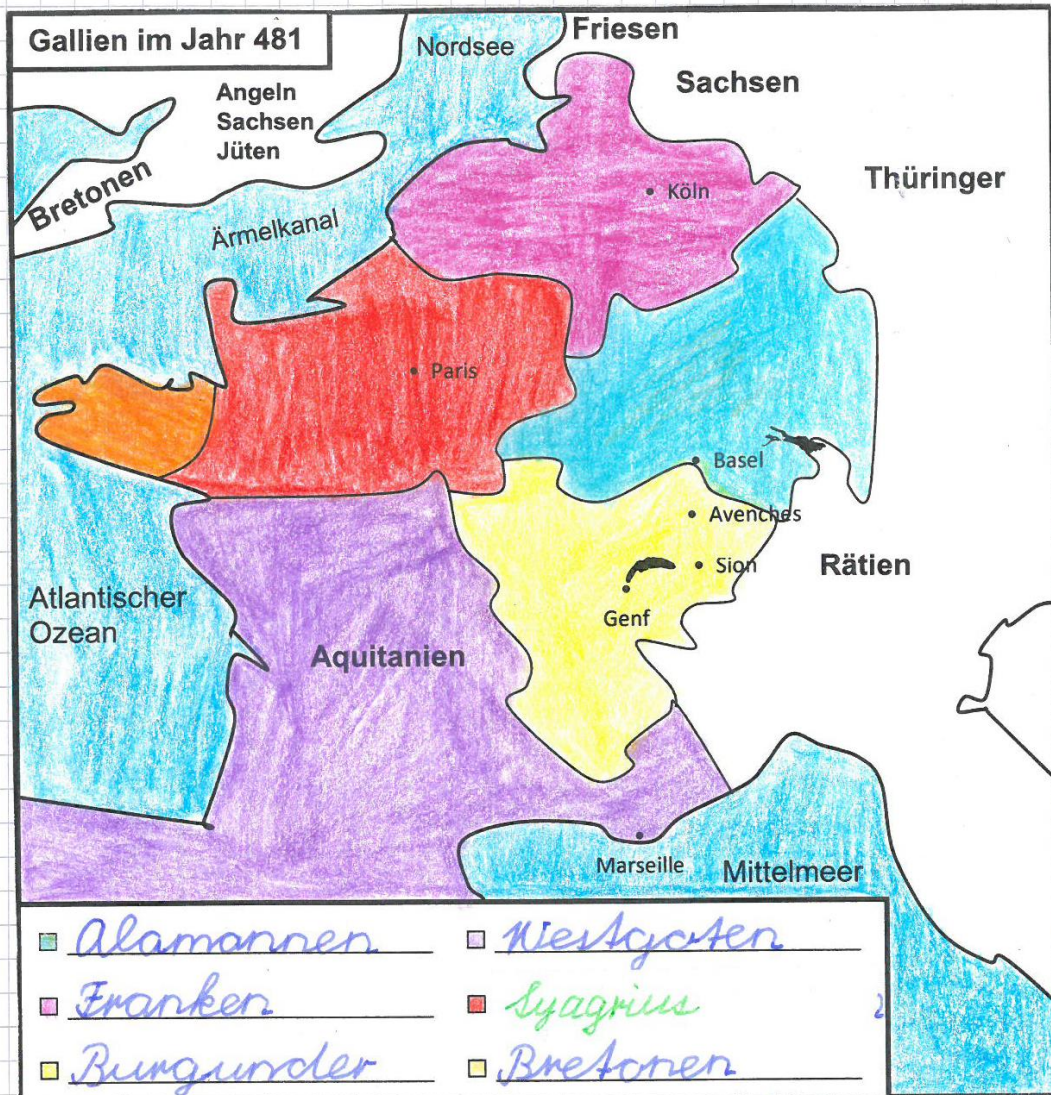 Gallien im Jahr 481
Nordsee
Friesen
Sachsen
Angeln
Sachsen
Jüten
Bretonen
Thüringer
Köln
Ärmelkanal
Paris
Basel
Avenches
Sion
Rätien
Genf
Atlantischer
Ozean
Aquitanien
Marseille
Mittelmeer
Alamannen
Westgoten
Franken
Syagrius
Burgunder
Bretonen